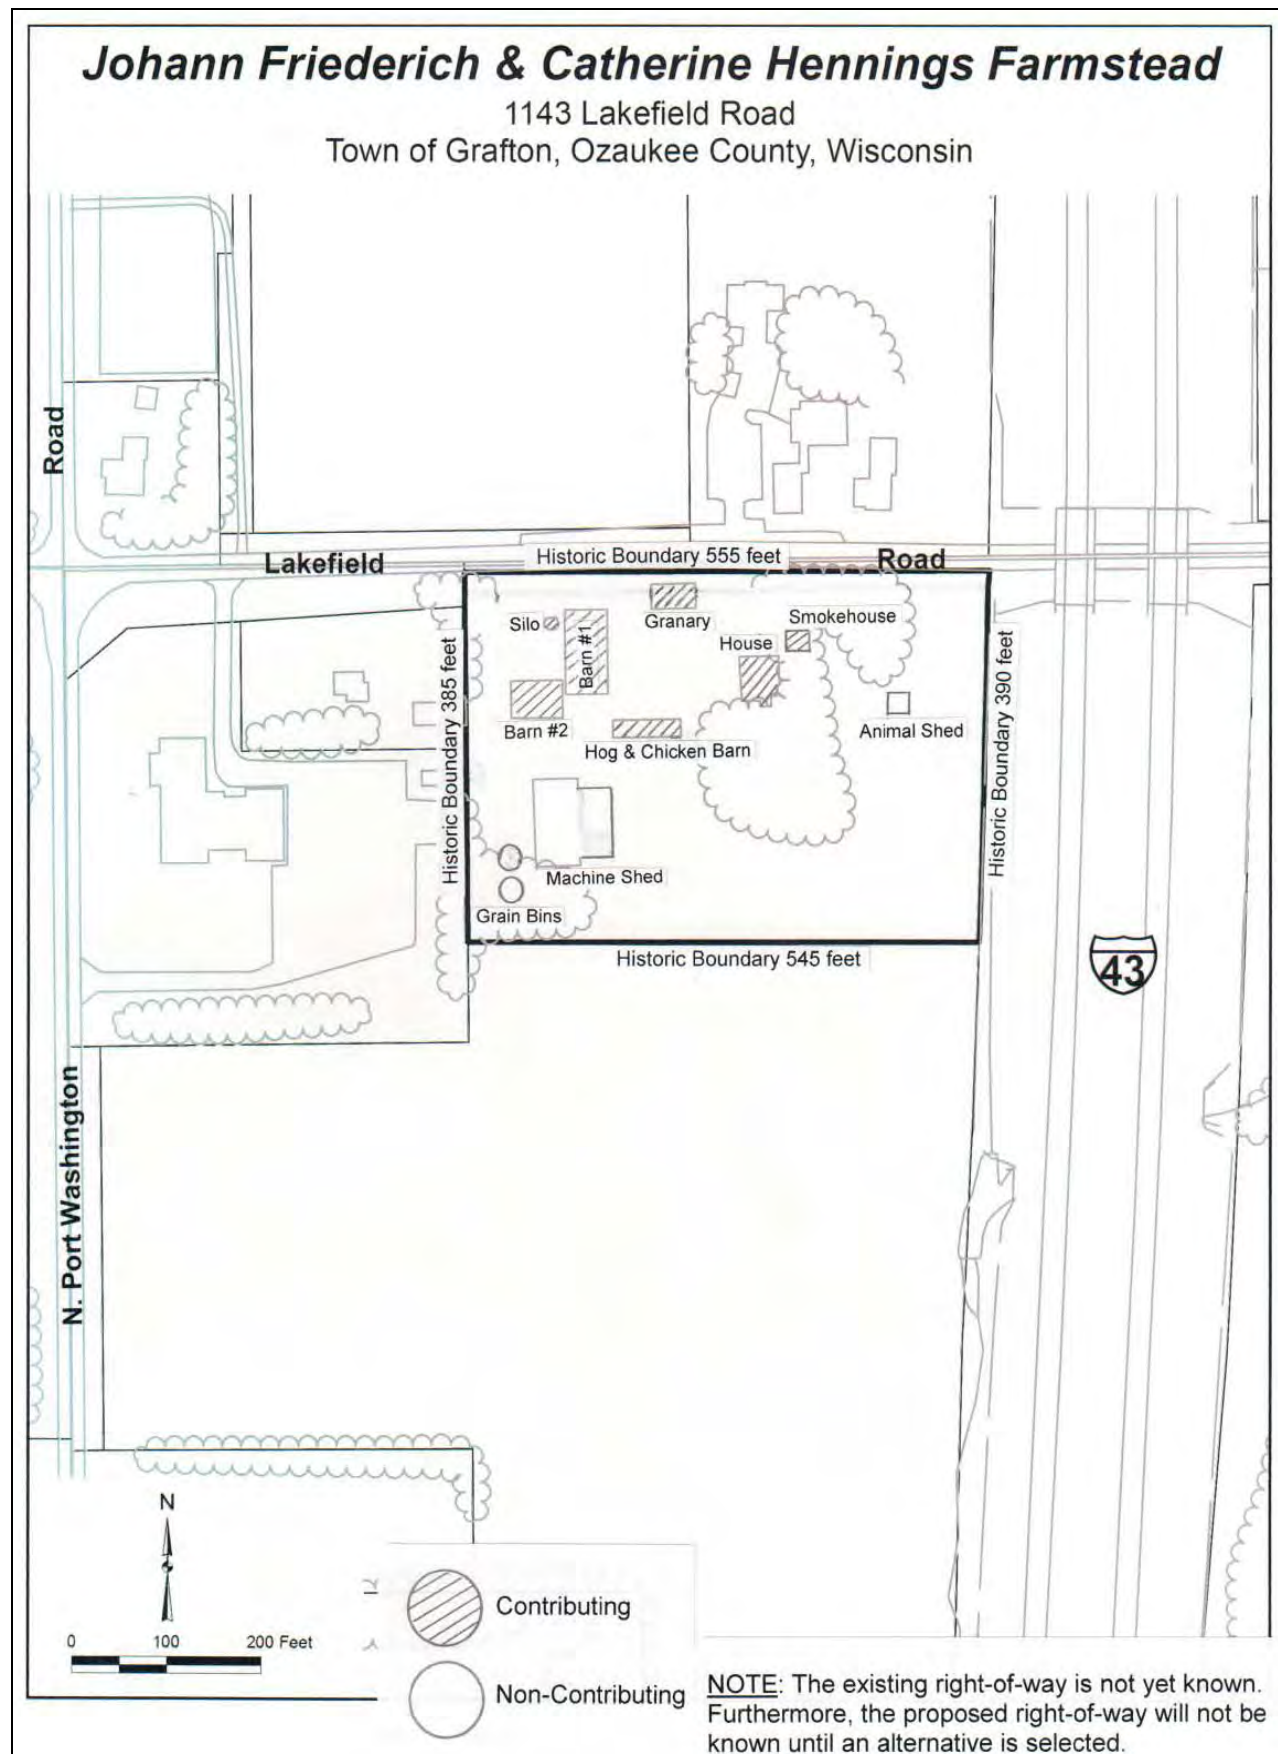 Johann Friederich & Catherine Hennings Farmstead
1143 Lakefield Road
Town of Grafton, Ozaukee County, Wisconsin
Road
Lakefield
Historic Boundary 555 feet
Road
Silo
Barn #1
Granary
Smokehouse
House
Historic Boundary 385 feet
Historic Boundary 390 feet
Barn #2
Hog & Chicken Barn
Animal Shed
Machine Shed
Grain Bins
Historic Boundary 545 feet
43
N. Port Washington
N
0 100 200 Feet
Contributing
Non-Contributing
NOTE: The existing right-of-way is not yet known.
Furthermore, the proposed right-of-way will not be
known until an alternative is selected.